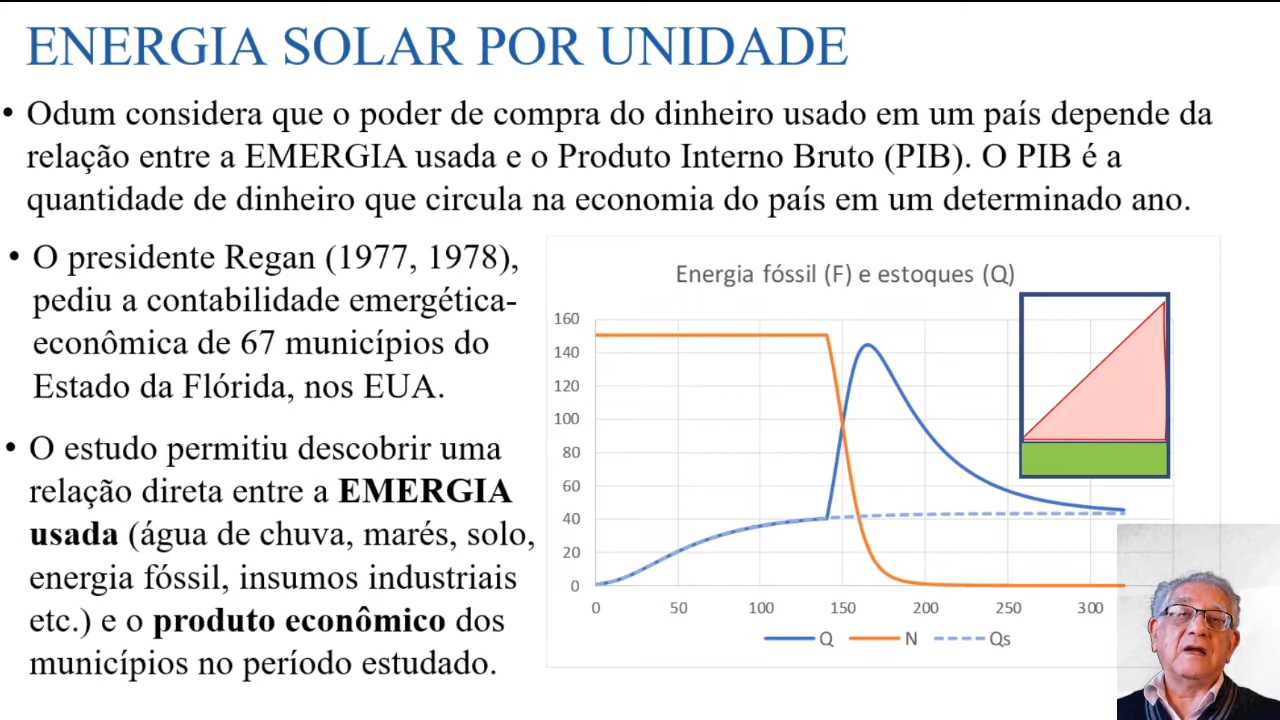 ENERGIA SOLAR POR UNIDADE
• Odum considera que o poder de compra do dinheiro usado em um país depende da
relação entre a EMERGIA usada e o Produto Interno Bruto (PIB). O PIB é a
quantidade de dinheiro que circula na economia do país em um determinado ano.
• O presidente Regan (1977, 1978),
pediu a contabilidade emergética-
econômica de 67 municípios do
Estado da Flórida, nos EUA.
• O estudo permitiu descobrir uma
relação direta entre a EMERGIA
usada (água de chuva, marés, solo,
energia fóssil, insumos industriais
etc.) e o produto econômico dos
municípios no período estudado.
Energia fóssil (F) e estoques (Q)
160
140
120
100
80
60
40
20
0
0 50 100 150 200 250 300
Q N Qs